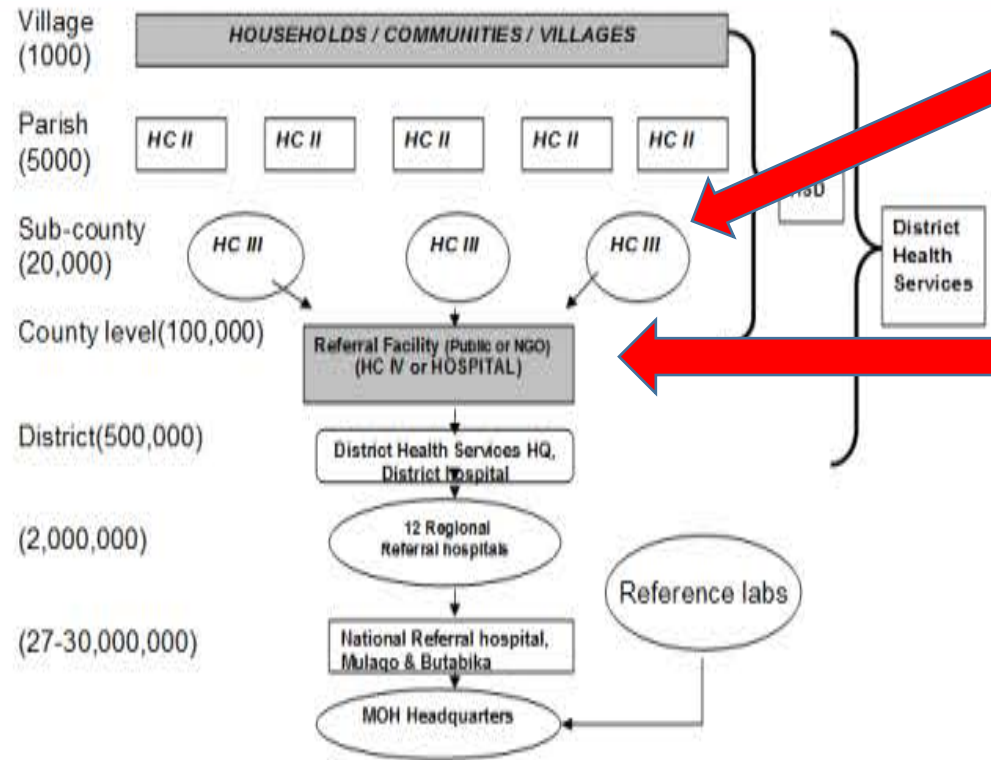 Village
(1000)
HOUSEHOLDS / COMMUNITIES / VILLAGES
Parish
(5000)
HC II
HC II
HC II
HC II
HC II
Sub-county
(20,000)
HC III
HC III
HC III
District
Health
Services
County level(100,000)
Referral Facility (Public or NGO)
(HC IV or HOSPITAL)
District(500,000)
District Health Services HQ,
District hospital
(2,000,000)
12 Regional
Referral hospitals
Reference labs
(27-30,000,000)
National Referral hospital,
Mulago & Butabika
MOH Headquarters